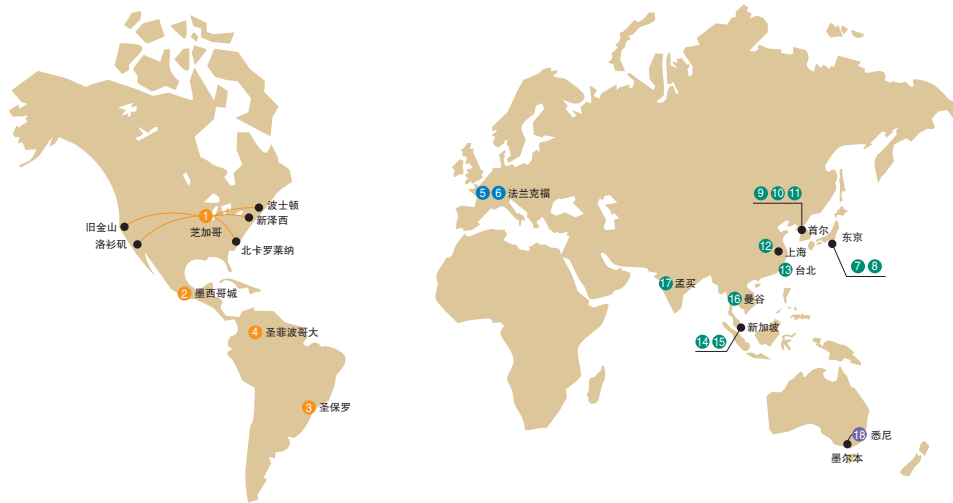 波士顿
1
新泽西
旧金山
芝加哥
洛衫矶
北卡罗莱纳
2 墨西哥城
4 圣菲波哥大
3 圣保罗
5 6 法兰克福
9 10 11
首尔
东京
12
上海
7 8
13 台北
17 孟买
16 曼谷
新加坡
14 15
18 悉尼
墨尔本